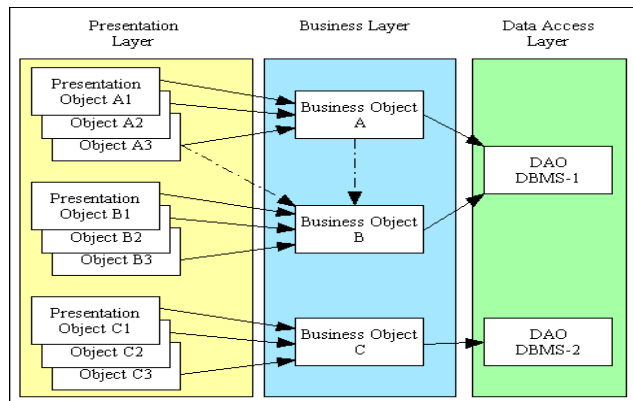 Presentation
Layer
Business Layer
Data Access
Layer
Presentation
Object A1
Object A2
Object A3
Business Object
A
DAO
DBMS-1
Presentation
Object B1
Object B2
Object B3
Business Object
B
Presentation
Object C1
Object C2
Object C3
Business Object
C
DAO
DBMS-2